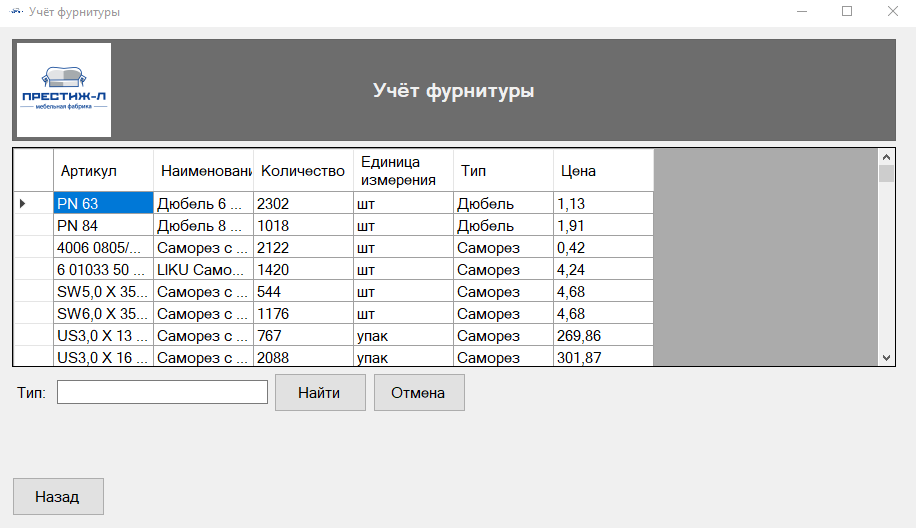 Учёт фурнитуры
ПРЕСТИЖ-Л
мебельная фабрика
Учёт фурнитуры
Артикул Наименовани Количество Единица измерения Тип Цена
PN 63 Дюбель 6 ... 2302 шт Дюбель 1,13
PN 84 Дюбель 8 ... 1018 шт Дюбель 1,91
4006 0805/... Саморез с ... 2122 шт Саморез 0,42
6 01033 50 ... LIKU Само... 1420 шт Саморез 4,24
SW5,0 X 35... Саморез с ... 544 шт Саморез 4,68
SW6,0 X 35... Саморез с ... 1176 шт Саморез 4,68
US3,0 X 13 ... Саморез с ... 767 упак Саморез 269,86
US3,0 X 16 ... Саморез с ... 2088 упак Саморез 301,87
Тип: Найти Отмена
Назад